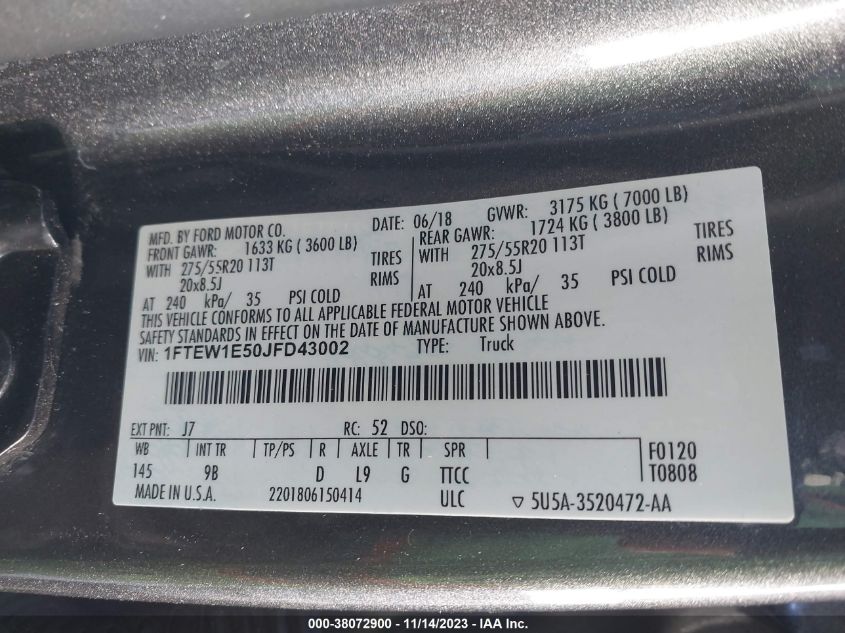 MFD. BY FORD MOTOR CO. DATE: 06/18 GVWR: 3175 KG ( 7000 LB)
FRONT GAWR: 1633 KG ( 3600 LB) REAR GAWR: 1724 KG ( 3800 LB)
WITH 275/55R20 113T TIRES WITH 275/55R20 113T TIRES
20x8.5J RIMS 20x8.5J RIMS
AT 240 kPa/ 35 PSI COLD AT 240 kPa/ 35 PSI COLD
THIS VEHICLE CONFORMS TO ALL APPLICABLE FEDERAL MOTOR VEHICLE
SAFETY STANDARDS IN EFFECT ON THE DATE OF MANUFACTURE SHOWN ABOVE.
VIN: 1FTEW1E50JFD43002 TYPE: Truck
EXT PNT: J7 RC: 52 DSO:
WB INT TR TP/PS R AXLE TR SPR F0120
145 9B D L9 G TTCC T0808
MADE IN U.S.A. 2201806150414 ULC ▽ 5U5A-3520472-AA
000-38072900 - 11/14/2023 - IAA Inc.